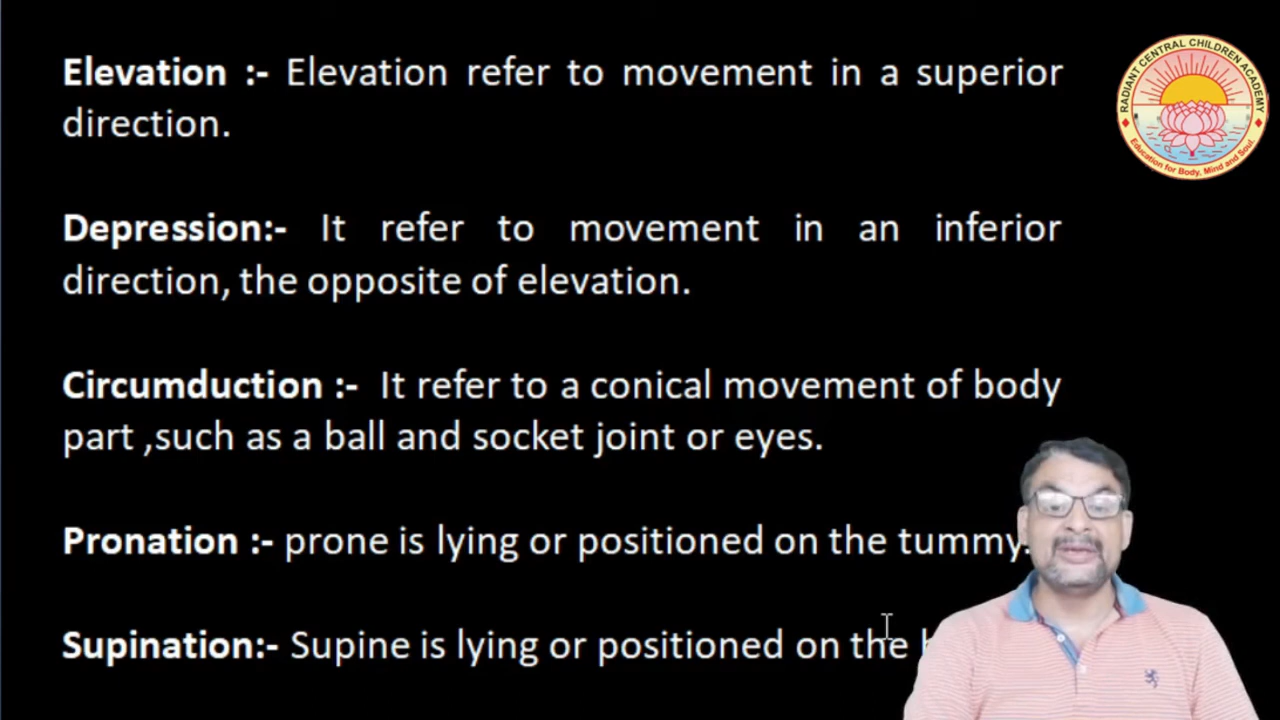 Elevation :- Elevation refer to movement in a superior
direction.
Depression:- It refer to movement in an inferior
direction, the opposite of elevation.
Circumduction :- It refer to a conical movement of body
part ,such as a ball and socket joint or eyes.
Pronation :- prone is lying or positioned on the tummy.
Supination:- Supine is lying or positioned on the
RADIANT CENTRAL CHILDREN ACADEMY
Education for Body, Mind and Soul.